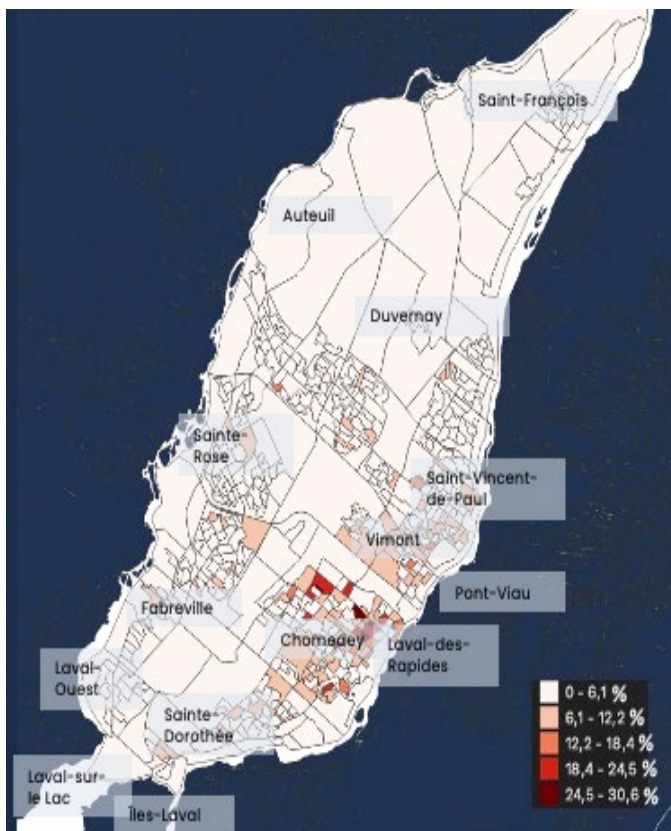 Saint-François
Auteuil
Duvernay
Sainte-
Rose
Saint-Vincent-
de-Paul
Vimont
Pont-Viau
Fabreville
Chomedey
Laval-des-
Rapides
Laval-
Ouest
Sainte-
Dorothée
Laval-sur-
le Lac
Îles-Laval
0 - 6,1 %
6,1 - 12,2 %
12,2 - 18,4 %
18,4 - 24,5 %
24,5 - 30,6 %